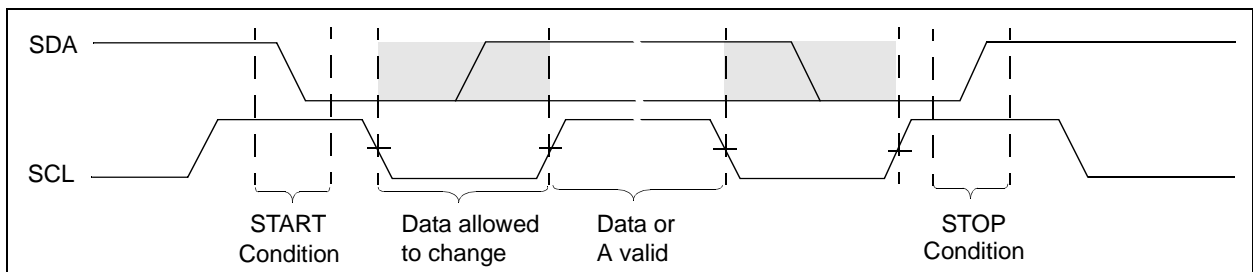 SDA
SCL
START
Condition
Data allowed
to change
Data or
A valid
STOP
Condition